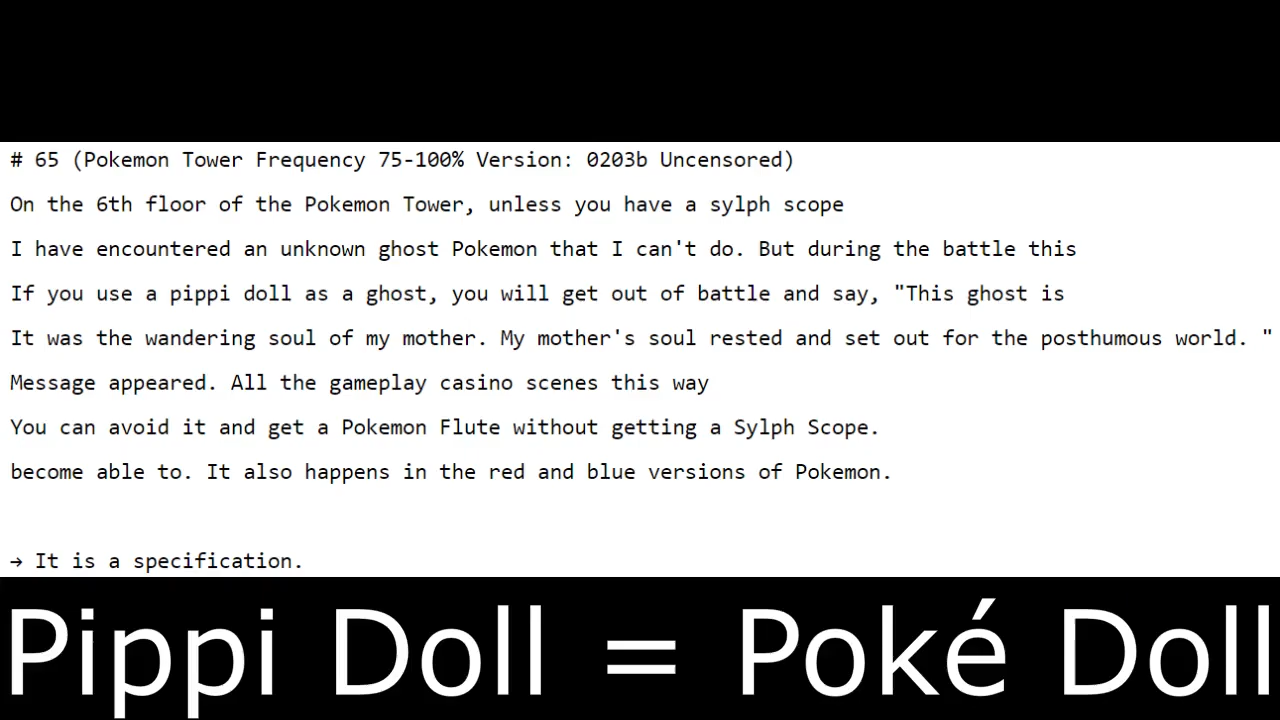 # 65 (Pokemon Tower Frequency 75-100% Version: 0203b Uncensored)
On the 6th floor of the Pokemon Tower, unless you have a sylph scope
I have encountered an unknown ghost Pokemon that I can't do. But during the battle this
If you use a pippi doll as a ghost, you will get out of battle and say, "This ghost is
It was the wandering soul of my mother. My mother's soul rested and set out for the posthumous world. "
Message appeared. All the gameplay casino scenes this way
You can avoid it and get a Pokemon Flute without getting a Sylph Scope.
become able to. It also happens in the red and blue versions of Pokemon.
→ It is a specification.
Pippi Doll = Poké Doll